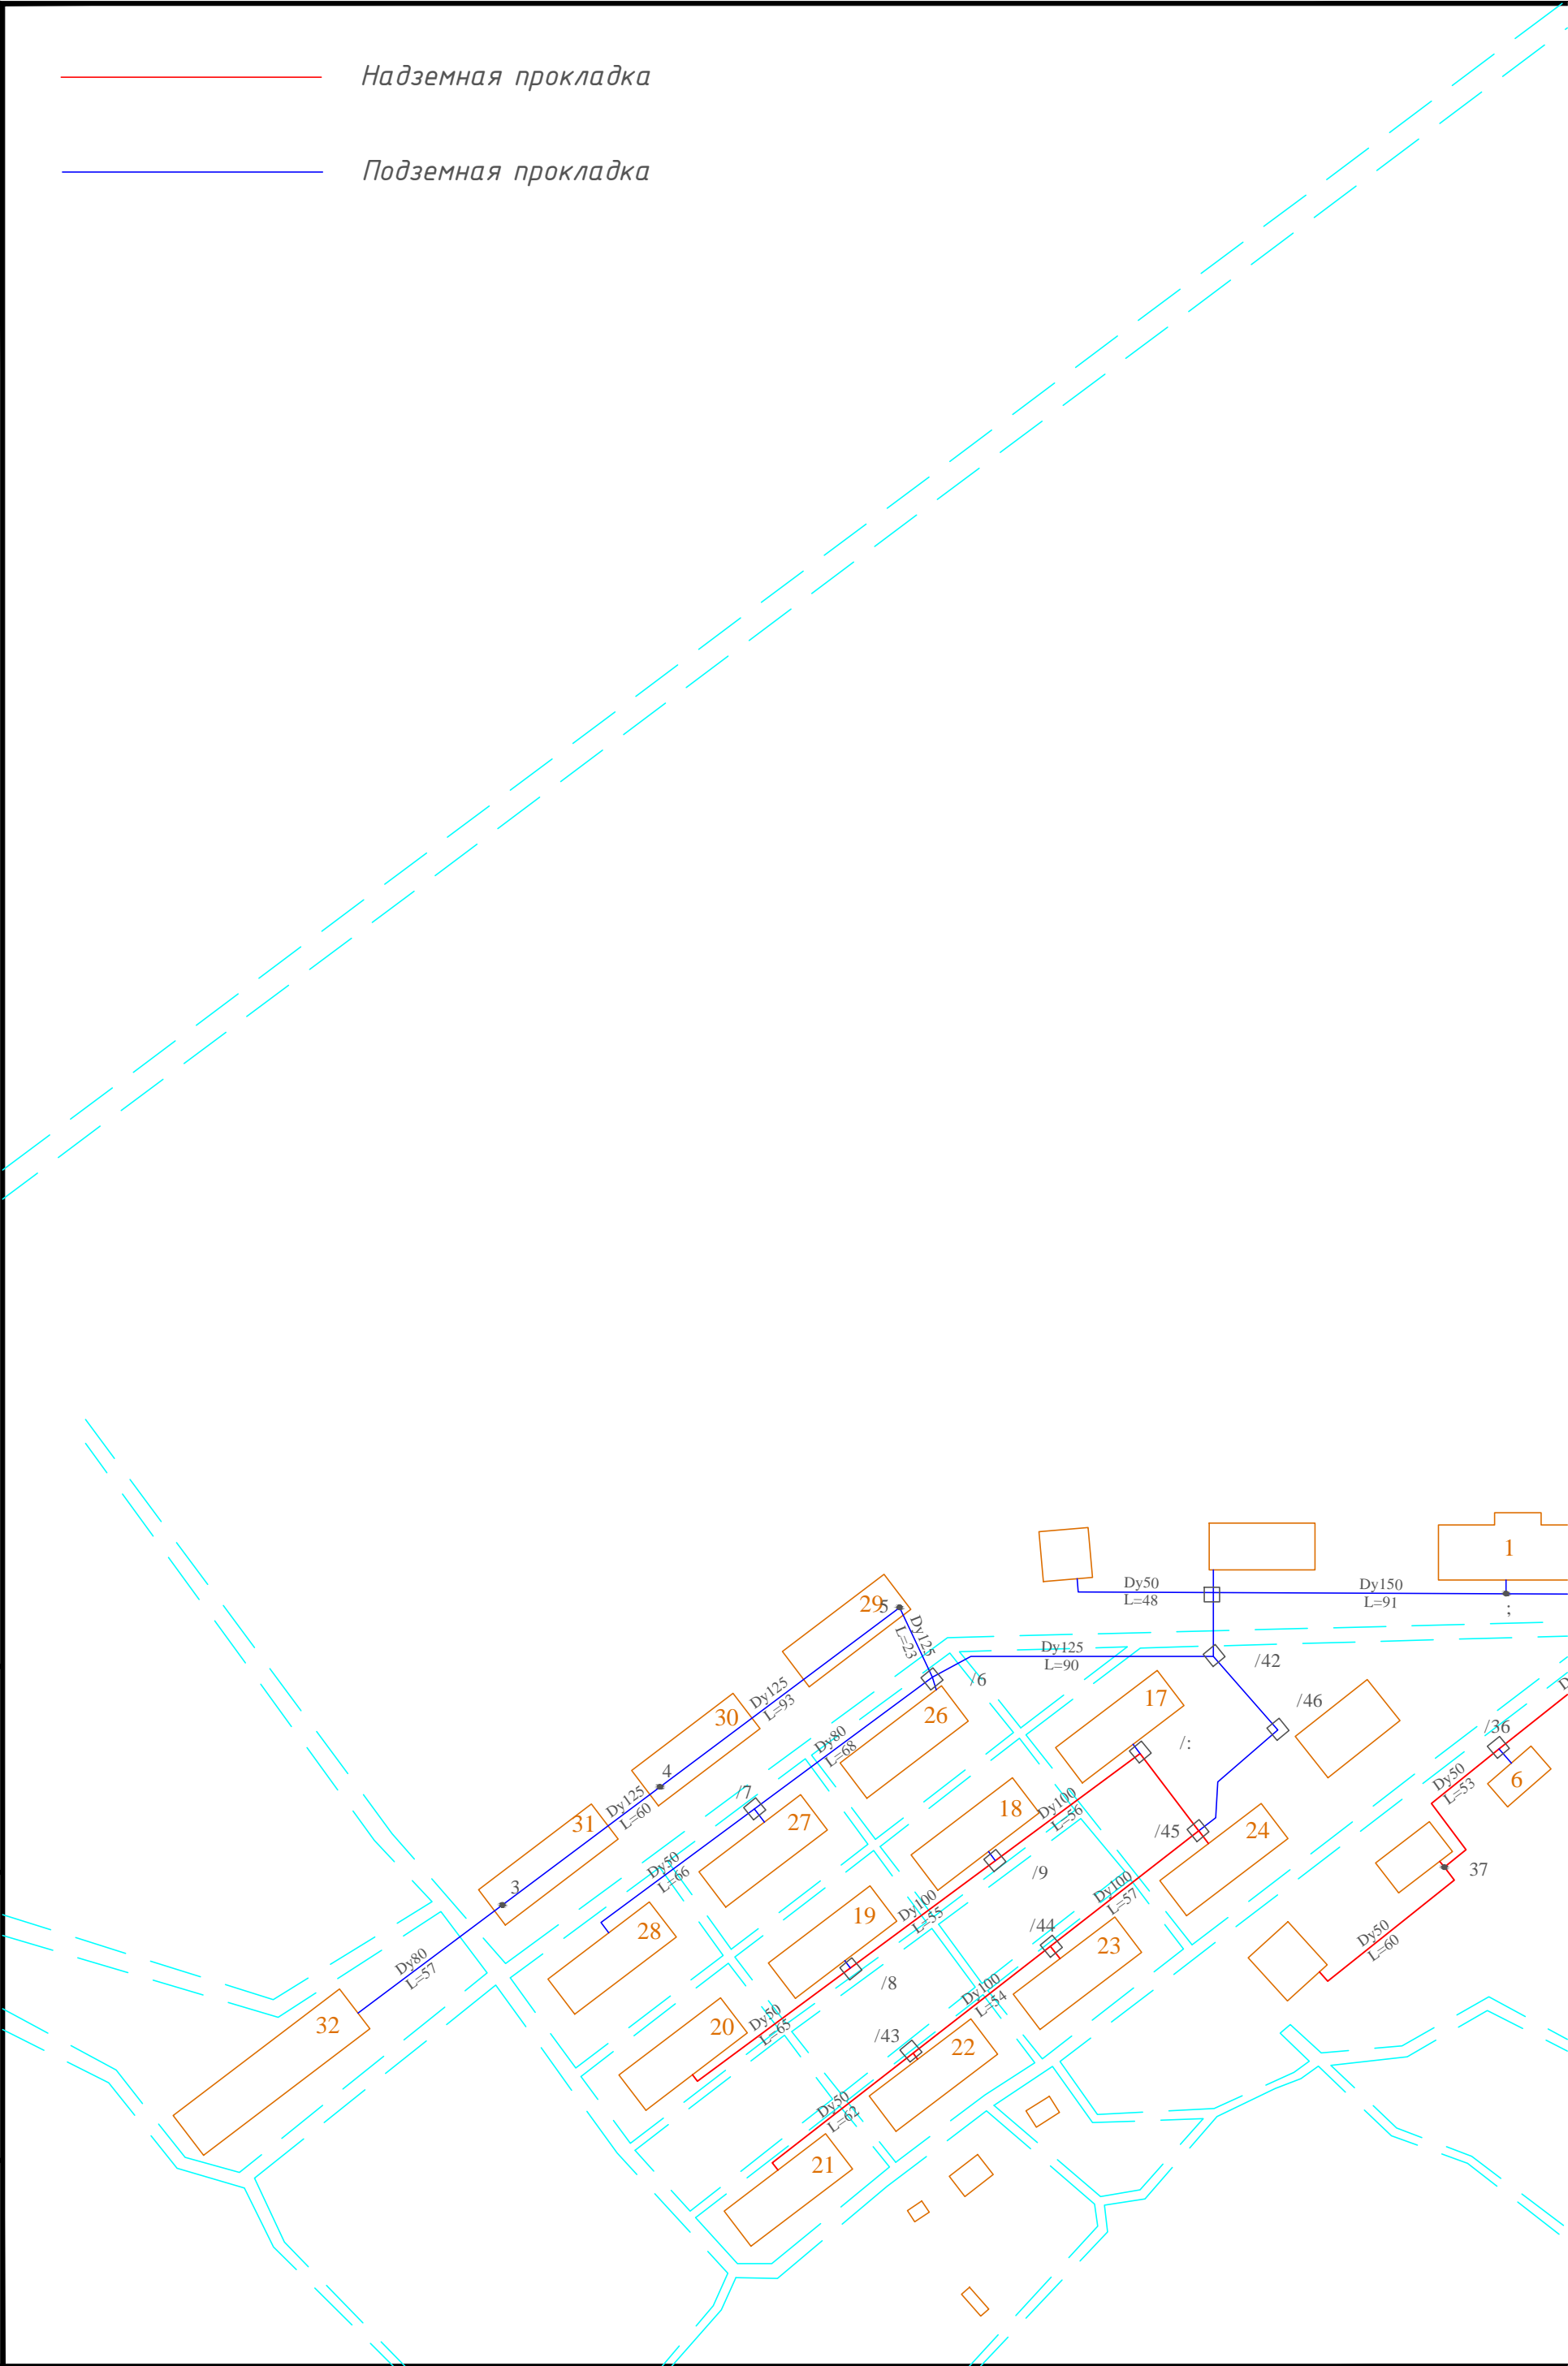 Надземная прокладка
Подземная прокладка
1
Dy50
L=48
Dy150
L=91
;
29
5
Dy125
L=23
Dy125
L=90
/42
/6
17
/46
30
Dy125
L=93
26
/:
/36
Dy80
L=68
4
/7
Dy50
L=53
6
31
Dy125
L=60
27
18
Dy100
L=56
/45
24
Dy50
L=66
/9
37
3
Dy100
L=57
19
Dy100
L=55
28
/44
23
Dy50
L=60
Dy80
L=57
/8
Dy100
L=54
32
20
Dy50
L=65
/43
22
Dy50
L=62
21